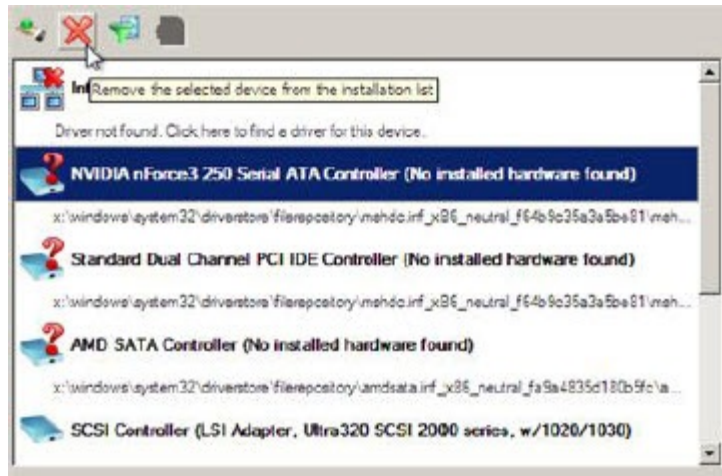 Int
Remove the selected device from the installation list
Driver not found. Click here to find a driver for this device.
NVIDIA nForce3 250 Serial ATA Controller (No installed hardware found)
x:\windows\system32\driverstore\filerepository\mshdc.inf_x86_neutral_f64b9c35a3a5be81\msh...
Standard Dual Channel PCI IDE Controller (No installed hardware found)
x:\windows\system32\driverstore\filerepository\mshdc.inf_x86_neutral_f64b9c35a3a5be81\msh...
AMD SATA Controller (No installed hardware found)
x:\windows\system32\driverstore\filerepository\amdsata.inf_x86_neutral_fa9a4835d180b5fc\a...
SCSI Controller (LSI Adapter, Ultra320 SCSI 2000 series, w/1020/1030)